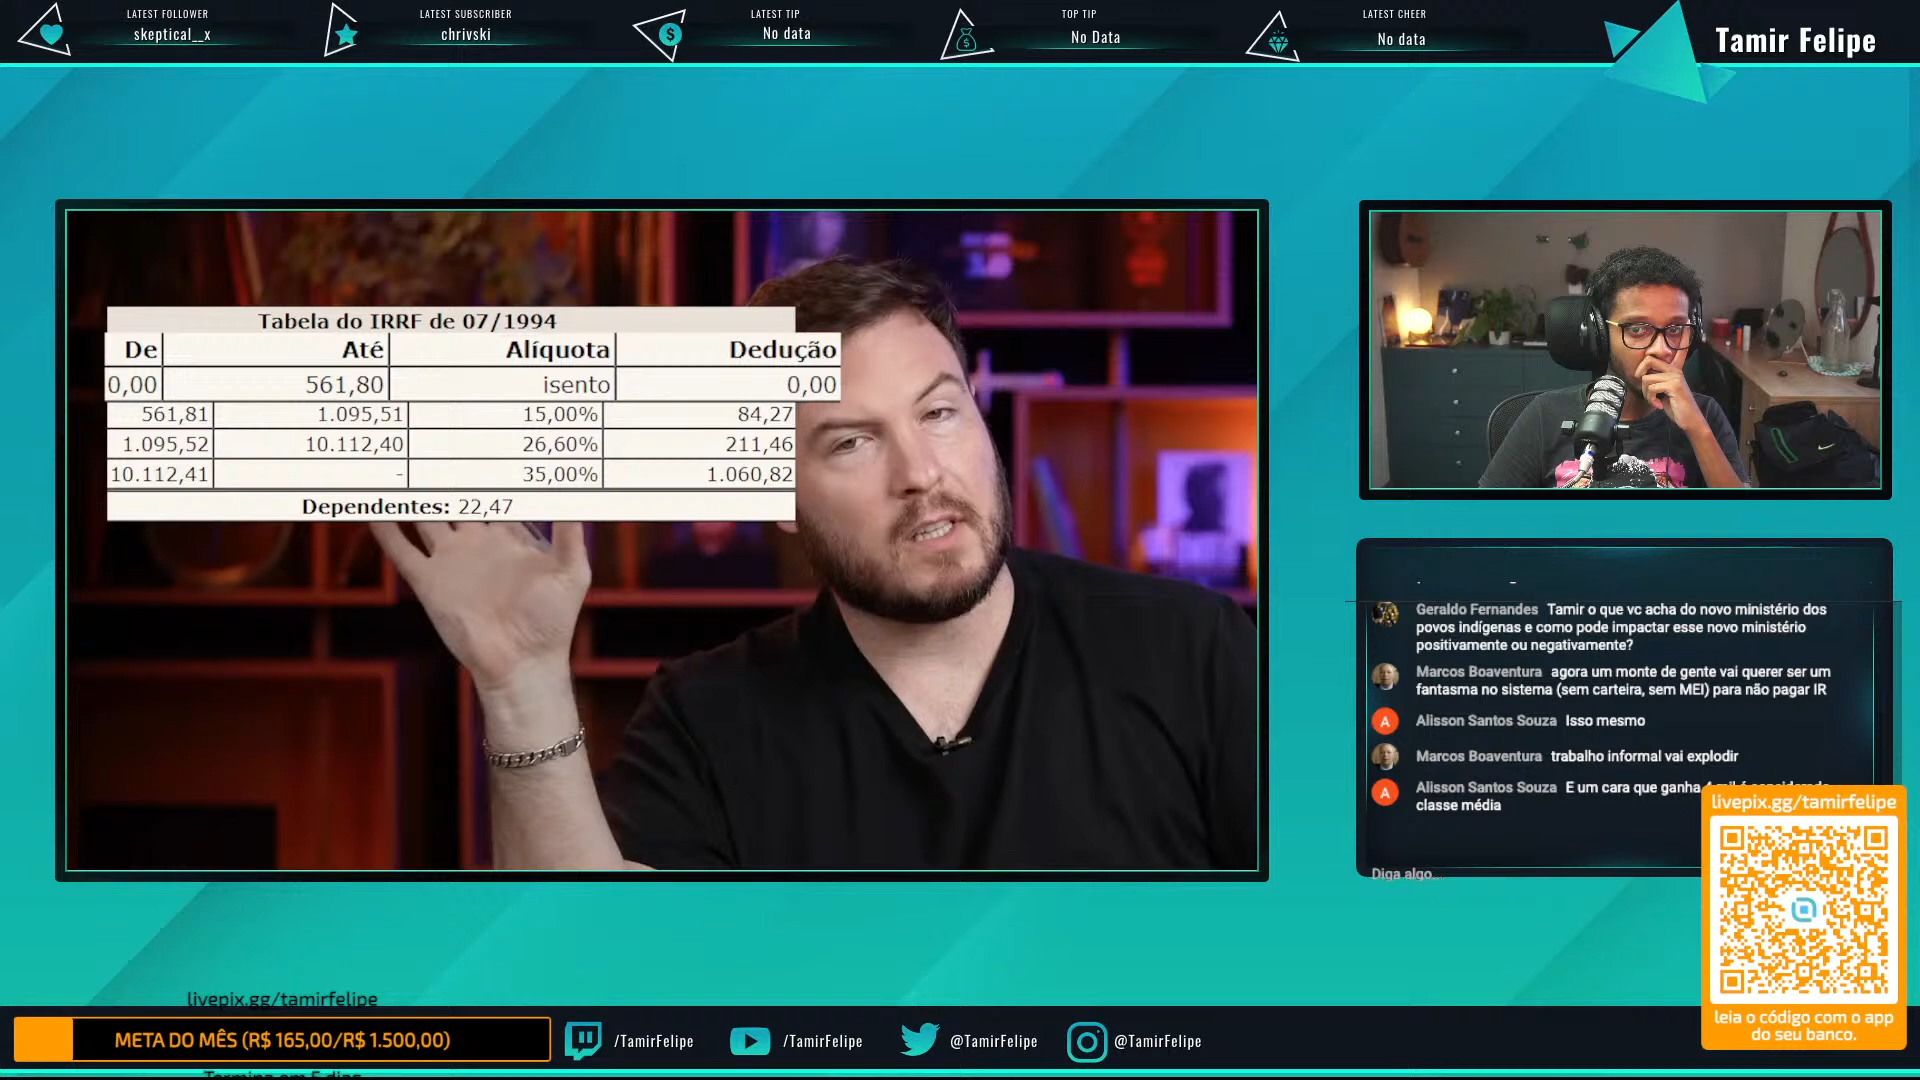 LATEST FOLLOWER
skeptical__x
LATEST SUBSCRIBER
chrivski
LATEST TIP
No data
TOP TIP
No Data
LATEST CHEER
No data
Tamir Felipe
Tabela do IRRF de 07/1994
De Até Alíquota Dedução
0,00 561,80 isento 0,00
561,81 1.095,51 15,00% 84,27
1.095,52 10.112,40 26,60% 211,46
10.112,41 - 35,00% 1.060,82
Dependentes: 22,47
Geraldo Fernandes Tamir o que vc acha do novo ministério dos
povos indígenas e como pode impactar esse novo ministério
positivamente ou negativamente?
Marcos Boaventura agora um monte de gente vai querer ser um
fantasma no sistema (sem carteira, sem MEI) para não pagar IR
Alisson Santos Souza Isso mesmo
Marcos Boaventura trabalho informal vai explodir
Alisson Santos Souza E um cara que ganha
classe média
Diga algo...
livepix.gg/tamirfelipe
leia o código com o app
do seu banco.
livepix.gg/tamirfelipe
META DO MÊS (R$ 165,00/R$ 1.500,00)
Termina em 5 dias
/TamirFelipe
/TamirFelipe
@TamirFelipe
@TamirFelipe